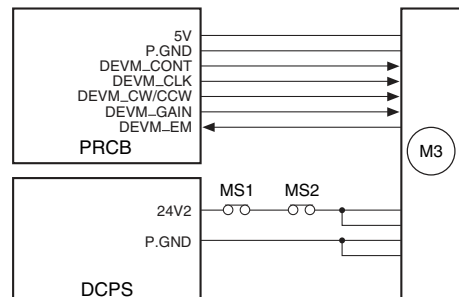 5V
P.GND
DEVM_CONT
DEVM_CLK
DEVM_CW/CCW
DEVM_GAIN
DEVM_EM
PRCB
M3
MS1 MS2
24V2
P.GND
DCPS